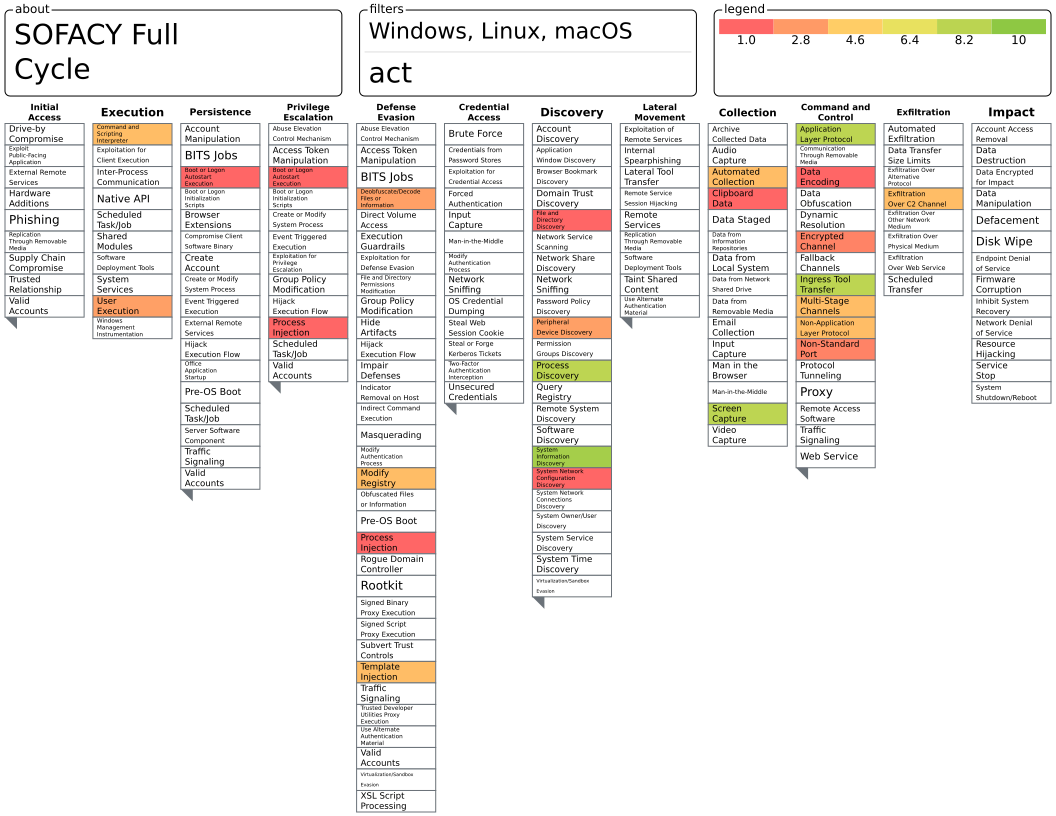 about
SOFACY Full
Cycle
filters
Windows, Linux, macOS
act
legend
1.0 2.8 4.6 6.4 8.2 10
Initial
Access
Drive-by
Compromise
Exploit
Public-Facing
Application
External Remote
Services
Hardware
Additions
Phishing
Replication
Through Removable
Media
Supply Chain
Compromise
Trusted
Relationship
Valid
Accounts
Execution
Command and
Scripting
Interpreter
Exploitation for
Client Execution
Inter-Process
Communication
Native API
Scheduled
Task/Job
Shared
Modules
Software
Deployment Tools
System
Services
User
Execution
Windows
Management
Instrumentation
Persistence
Account
Manipulation
BITS Jobs
Boot or Logon
Autostart
Execution
Boot or Logon
Initialization
Scripts
Browser
Extensions
Compromise Client
Software Binary
Create
Account
Create or Modify
System Process
Event Triggered
Execution
External Remote
Services
Hijack
Execution Flow
Office
Application
Startup
Pre-OS Boot
Scheduled
Task/Job
Server Software
Component
Traffic
Signaling
Valid
Accounts
Privilege
Escalation
Abuse Elevation
Control Mechanism
Access Token
Manipulation
Boot or Logon
Autostart
Execution
Boot or Logon
Initialization
Scripts
Create or Modify
System Process
Event Triggered
Execution
Exploitation for
Privilege
Escalation
Group Policy
Modification
Hijack
Execution Flow
Process
Injection
Scheduled
Task/Job
Valid
Accounts
Defense
Evasion
Abuse Elevation
Control Mechanism
Access Token
Manipulation
BITS Jobs
Deobfuscate/Decode
Files or
Information
Direct Volume
Access
Execution
Guardrails
Exploitation for
Defense Evasion
File and Directory
Permissions
Modification
Group Policy
Modification
Hide
Artifacts
Hijack
Execution Flow
Impair
Defenses
Indicator
Removal on Host
Indirect Command
Execution
Masquerading
Modify
Authentication
Process
Modify
Registry
Obfuscated Files
or Information
Pre-OS Boot
Process
Injection
Rogue Domain
Controller
Rootkit
Signed Binary
Proxy Execution
Signed Script
Proxy Execution
Subvert Trust
Controls
Template
Injection
Traffic
Signaling
Trusted Developer
Utilities Proxy
Execution
Use Alternate
Authentication
Material
Valid
Accounts
Virtualization/Sandbox
Evasion
XSL Script
Processing
Credential
Access
Brute Force
Credentials from
Password Stores
Exploitation for
Credential Access
Forced
Authentication
Input
Capture
Man-in-the-Middle
Modify
Authentication
Process
Network
Sniffing
OS Credential
Dumping
Steal Web
Session Cookie
Steal or Forge
Kerberos Tickets
Two-Factor
Authentication
Interception
Unsecured
Credentials
Discovery
Account
Discovery
Application
Window Discovery
Browser Bookmark
Discovery
Domain Trust
Discovery
File and
Directory
Discovery
Network Service
Scanning
Network Share
Discovery
Network
Sniffing
Password Policy
Discovery
Peripheral
Device Discovery
Permission
Groups Discovery
Process
Discovery
Query
Registry
Remote System
Discovery
Software
Discovery
System
Information
Discovery
System Network
Configuration
Discovery
System Network
Connections
Discovery
System Owner/User
Discovery
System Service
Discovery
System Time
Discovery
Virtualization/Sandbox
Evasion
Lateral
Movement
Exploitation of
Remote Services
Internal
Spearphishing
Lateral Tool
Transfer
Remote Service
Session Hijacking
Remote
Services
Replication
Through Removable
Media
Software
Deployment Tools
Taint Shared
Content
Use Alternate
Authentication
Material
Collection
Archive
Collected Data
Audio
Capture
Automated
Collection
Clipboard
Data
Data Staged
Data from
Information
Repositories
Data from
Local System
Data from Network
Shared Drive
Data from
Removable Media
Email
Collection
Input
Capture
Man in the
Browser
Man-in-the-Middle
Screen
Capture
Video
Capture
Command and
Control
Application
Layer Protocol
Communication
Through Removable
Media
Data
Encoding
Data
Obfuscation
Dynamic
Resolution
Encrypted
Channel
Fallback
Channels
Ingress Tool
Transfer
Multi-Stage
Channels
Non-Application
Layer Protocol
Non-Standard
Port
Protocol
Tunneling
Proxy
Remote Access
Software
Traffic
Signaling
Web Service
Exfiltration
Automated
Exfiltration
Data Transfer
Size Limits
Exfiltration Over
Alternative
Protocol
Exfiltration
Over C2 Channel
Exfiltration Over
Other Network
Medium
Exfiltration Over
Physical Medium
Exfiltration
Over Web Service
Scheduled
Transfer
Impact
Account Access
Removal
Data
Destruction
Data Encrypted
for Impact
Data
Manipulation
Defacement
Disk Wipe
Endpoint Denial
of Service
Firmware
Corruption
Inhibit System
Recovery
Network Denial
of Service
Resource
Hijacking
Service
Stop
System
Shutdown/Reboot